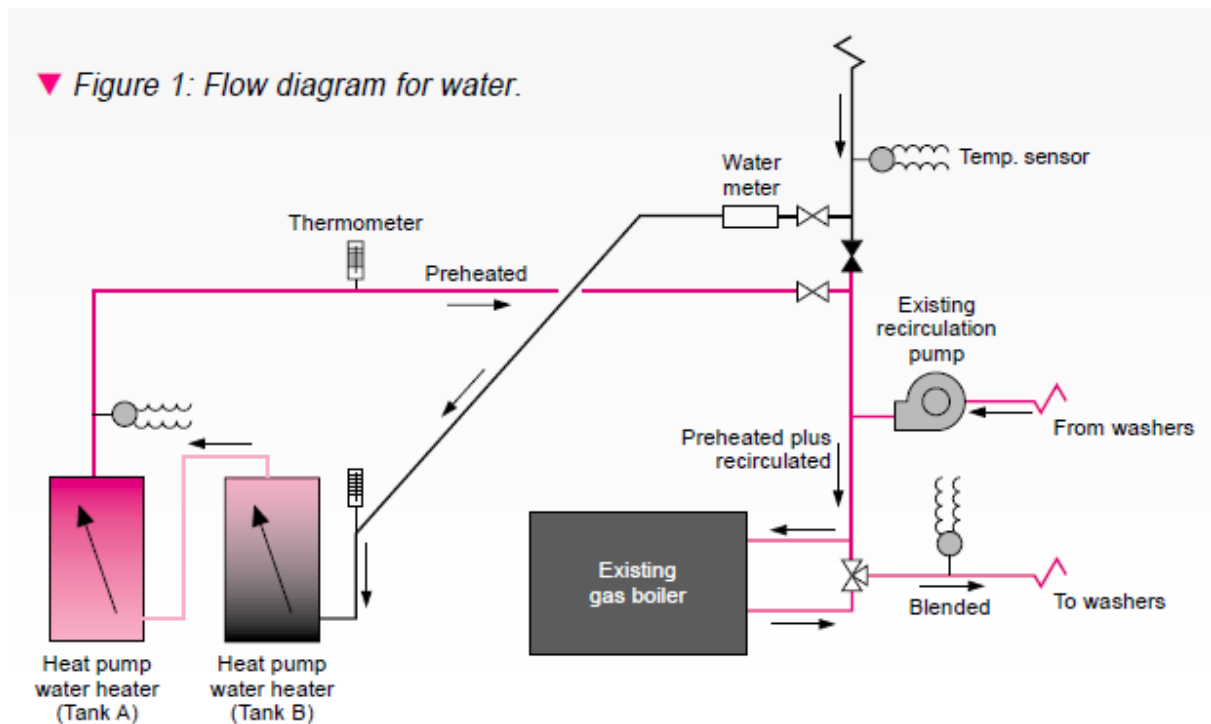 ▼ Figure 1: Flow diagram for water.
Temp. sensor
Water
meter
Thermometer
Preheated
Existing
recirculation
pump
From washers
Preheated plus
recirculated
Existing
gas boiler
Blended
To washers
Heat pump
water heater
(Tank A)
Heat pump
water heater
(Tank B)